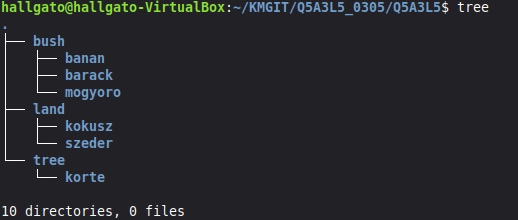 hallgato@hallgato-VirtualBox:~/KMGIT/Q5A3L5_0305/Q5A3L5$ tree
.
├── bush
│   ├── banan
│   ├── barack
│   └── mogyoro
├── land
│   ├── kokusz
│   └── szeder
└── tree
    └── korte
10 directories, 0 files